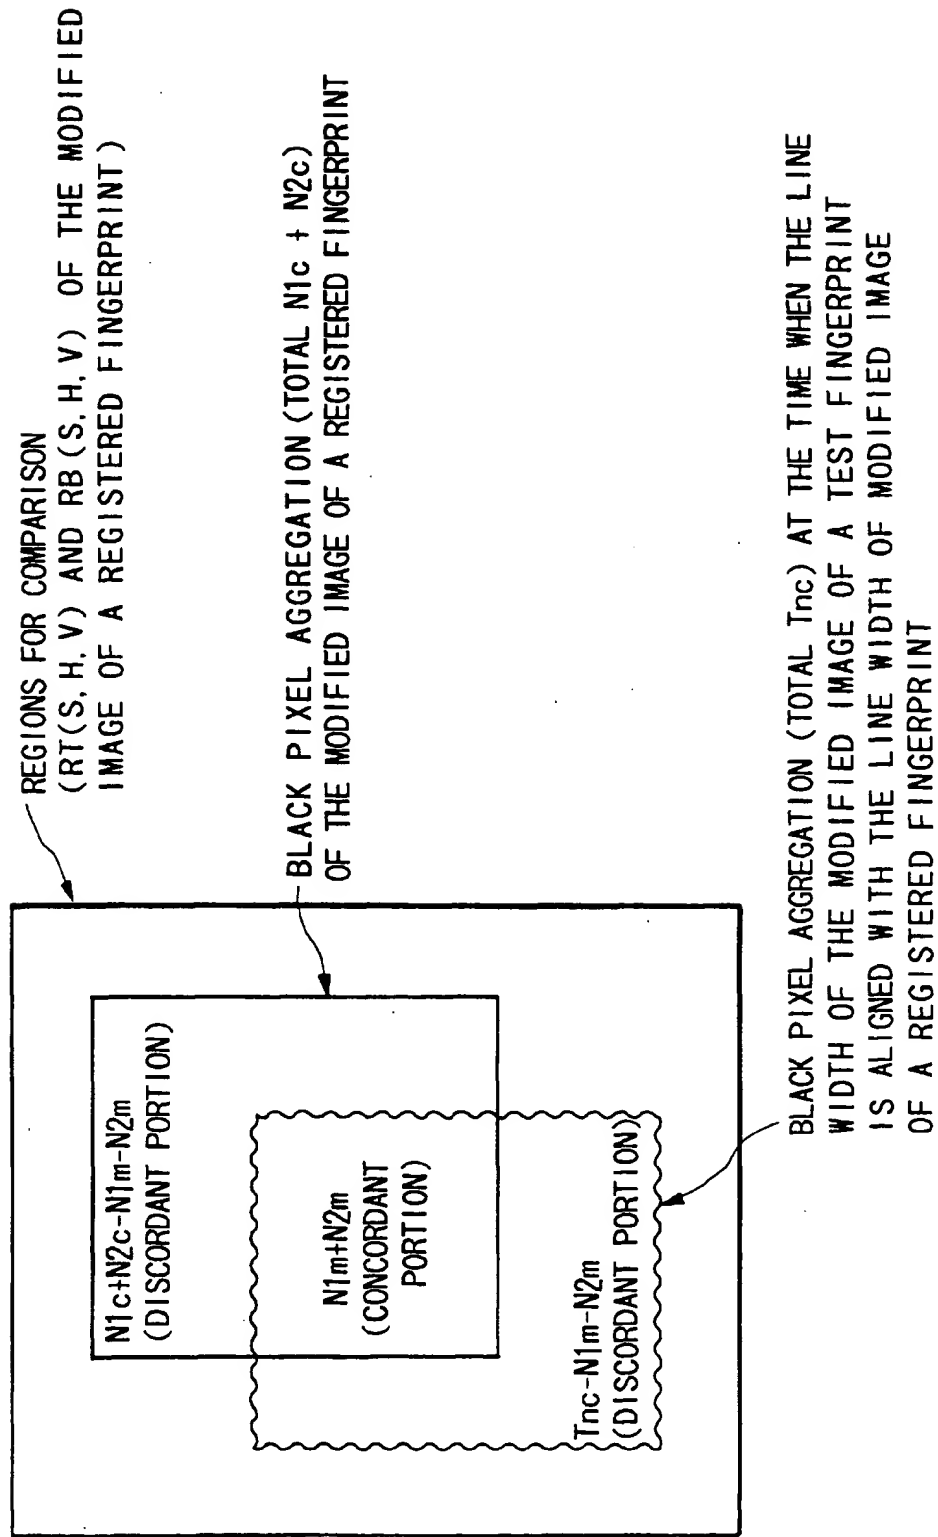 REGIONS FOR COMPARISON
(RT(S, H, V) AND RB (S, H, V) OF THE MODIFIED
IMAGE OF A REGISTERED FINGERPRINT)
BLACK PIXEL AGGREGATION (TOTAL N1c + N2c)
OF THE MODIFIED IMAGE OF A REGISTERED FINGERPRINT
N1c+N2c-N1m-N2m
(DISCORDANT PORTION)
N1m+N2m
(CONCORDANT
PORTION)
Tnc-N1m-N2m
(DISCORDANT PORTION)
BLACK PIXEL AGGREGATION (TOTAL Tnc) AT THE TIME WHEN THE LINE
WIDTH OF THE MODIFIED IMAGE OF A TEST FINGERPRINT
IS ALIGNED WITH THE LINE WIDTH OF MODIFIED IMAGE
OF A REGISTERED FINGERPRINT